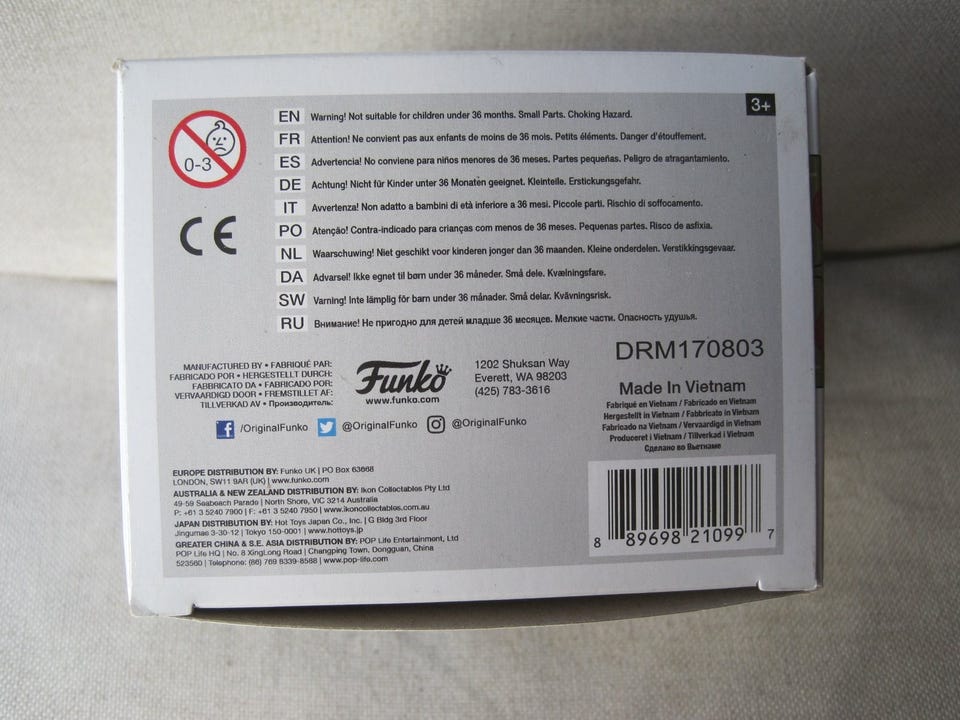 3+
0-3
CE
EN Warning! Not suitable for children under 36 months. Small Parts. Choking Hazard.
FR Attention! Ne convient pas aux enfants de moins de 36 mois. Petits éléments. Danger d'étouffement.
ES Advertencia! No conviene para niños menores de 36 meses. Partes pequeñas. Peligro de atragantamiento.
DE Achtung! Nicht für Kinder unter 36 Monaten geeignet. Kleinteile. Erstickungsgefahr.
IT Avvertenza! Non adatto a bambini di età inferiore a 36 mesi. Piccole parti. Rischio di soffocamento.
PO Atenção! Contra-indicado para crianças com menos de 36 meses. Pequenas partes. Risco de asfixia.
NL Waarschuwing! Niet geschikt voor kinderen jonger dan 36 maanden. Kleine onderdelen. Verstikkingsgevaar.
DA Advarsel! Ikke egnet til børn under 36 måneder. Små dele. Kvælningsfare.
SW Varning! Inte lämplig för barn under 36 månader. Små delar. Kvävningsrisk.
RU Внимание! Не пригодно для детей младше 36 месяцев. Мелкие части. Опасность удушья.
MANUFACTURED BY • FABRIQUÉ PAR:
FABRICADO POR • HERGESTELLT DURCH:
FABBRICATO DA • FABRICADO POR:
VERVAARDIGD DOOR • FREMSTILLET AF:
TILLVERKAD AV • Производитель:
Funko
www.funko.com
1202 Shuksan Way
Everett, WA 98203
(425) 783-3616
/OriginalFunko @OriginalFunko @OriginalFunko
DRM170803
Made In Vietnam
Fabriqué en Vietnam / Fabricado en Vietnam
Hergestellt in Vietnam / Fabbricato in Vietnam
Fabricado na Vietnam / Vervaardigd in Vietnam
Produceret i Vietnam / Tillverkad i Vietnam
Сделано во Вьетнаме
EUROPE DISTRIBUTION BY: Funko UK | PO Box 63668
LONDON, SW11 9AR (UK) | www.funko.com
AUSTRALIA & NEW ZEALAND DISTRIBUTION BY: Ikon Collectables Pty Ltd
49-59 Seabeach Parade | North Shore, VIC 3214 Australia
P: +61 3 5240 7900 | F: +61 3 5240 7950 | www.ikoncollectables.com.au
JAPAN DISTRIBUTION BY: Hot Toys Japan Co., Inc. | G Bldg 3rd Floor
Jingumae 3-30-12 | Tokyo 150-0001 | www.hottoys.jp
GREATER CHINA & S.E. ASIA DISTRIBUTION BY: POP Life Entertainment, Ltd
POP Life HQ | No. 8 XingLong Road | Changping Town, Dongguan, China
523560 | Telephone: (86) 769 8339-8588 | www.pop-life.com
8 89698 21099 7